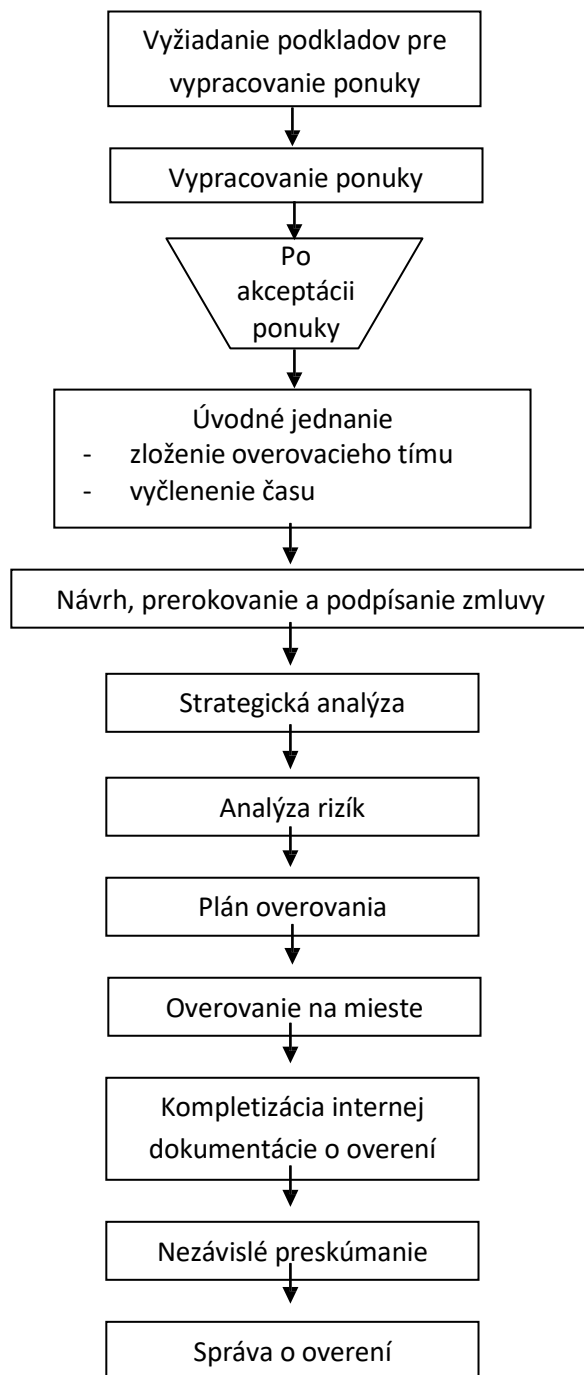 Vyžiadanie podkladov pre
vypracovanie ponuky
Vypracovanie ponuky
Po
akceptácii
ponuky
Úvodné jednanie
- zloženie overovacieho tímu
- vyčlenenie času
Návrh, prerokovanie a podpísanie zmluvy
Strategická analýza
Analýza rizík
Plán overovania
Overovanie na mieste
Kompletizácia internej
dokumentácie o overení
Nezávislé preskúmanie
Správa o overení